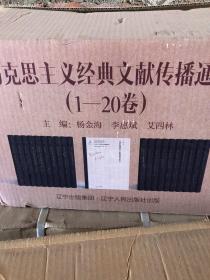 克思主义经典文献传播通
(1—20卷)
主 编：杨金海 李惠斌 艾四林
辽宁出版集团·辽宁人民出版社出版